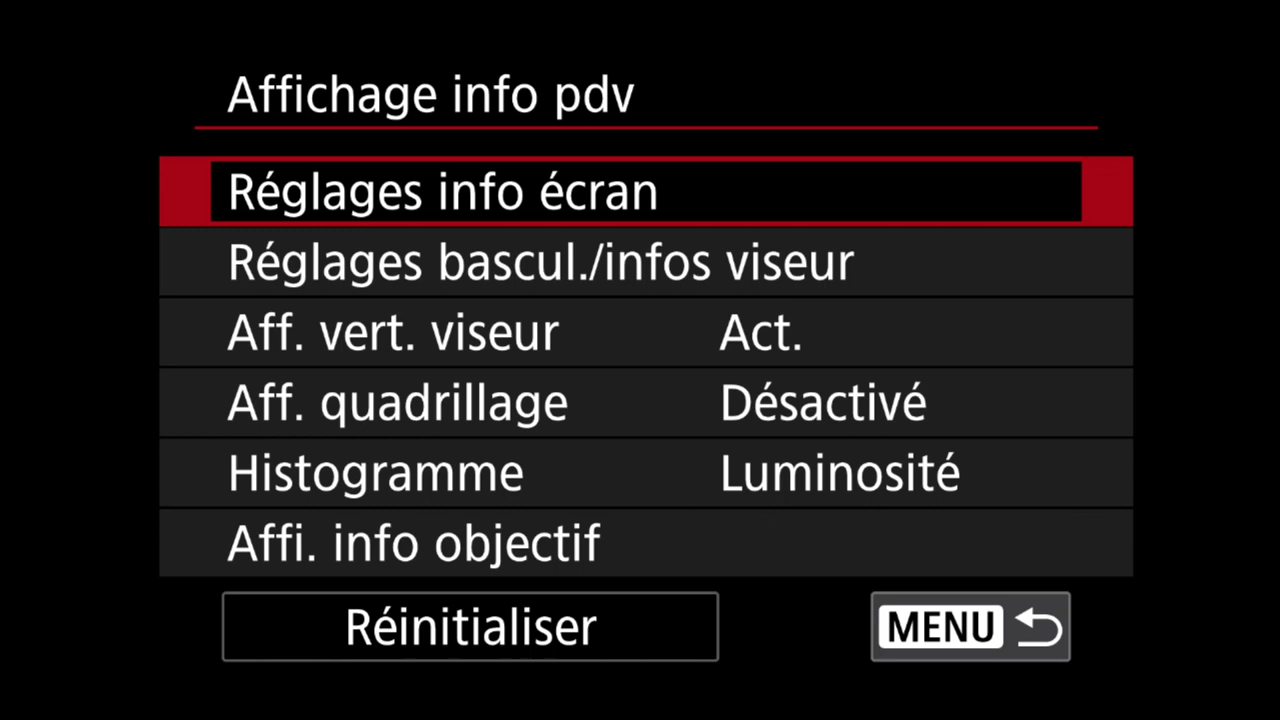 Affichage info pdv
Réglages info écran
Réglages bascul./infos viseur
Aff. vert. viseur Act.
Aff. quadrillage Désactivé
Histogramme Luminosité
Affi. info objectif
Réinitialiser MENU